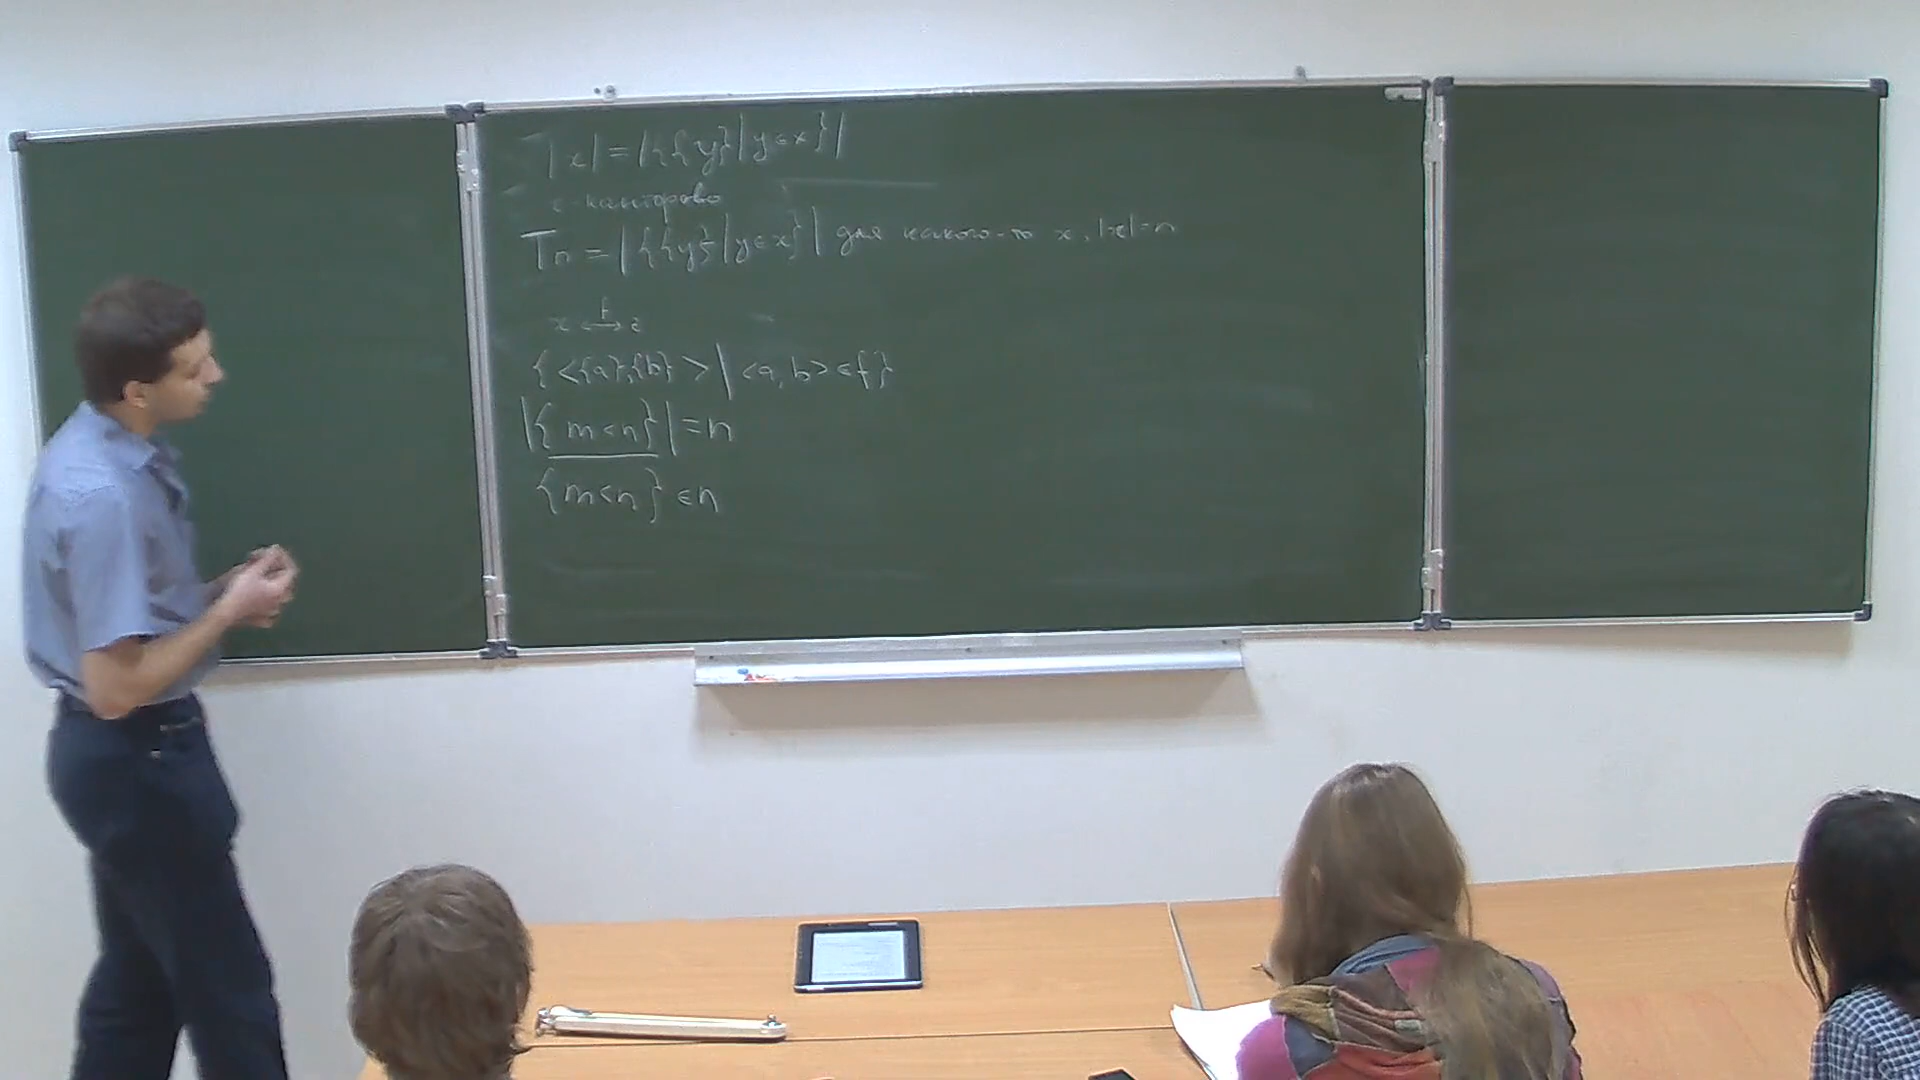 T|x| = |{{y}|y∈x}|
с-канторово
Tn = |{{y}|y∈x}| для какого-то x, |x|=n
x ⟷ z
f
{<{a},{b}>|<a,b>∈f}
|{m<n}|=n
{m<n}∈n